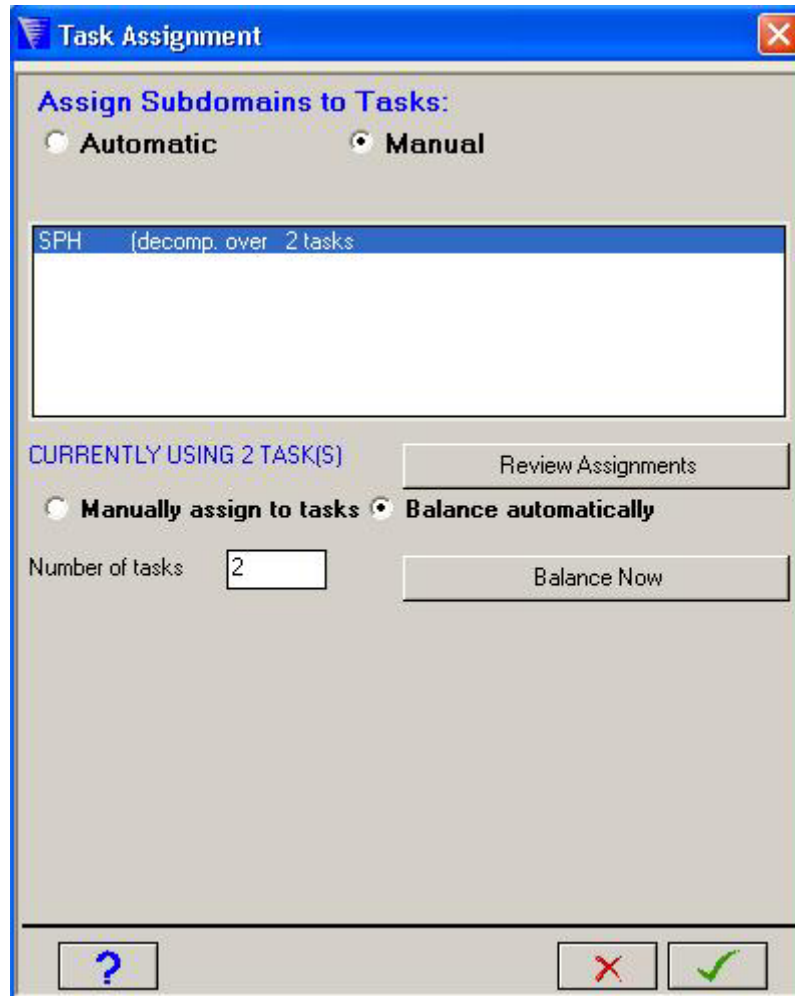 Task Assignment
Assign Subdomains to Tasks:
Automatic Manual
SPH (decomp. over 2 tasks
CURRENTLY USING 2 TASK(S) Review Assignments
Manually assign to tasks Balance automatically
Number of tasks 2 Balance Now
?